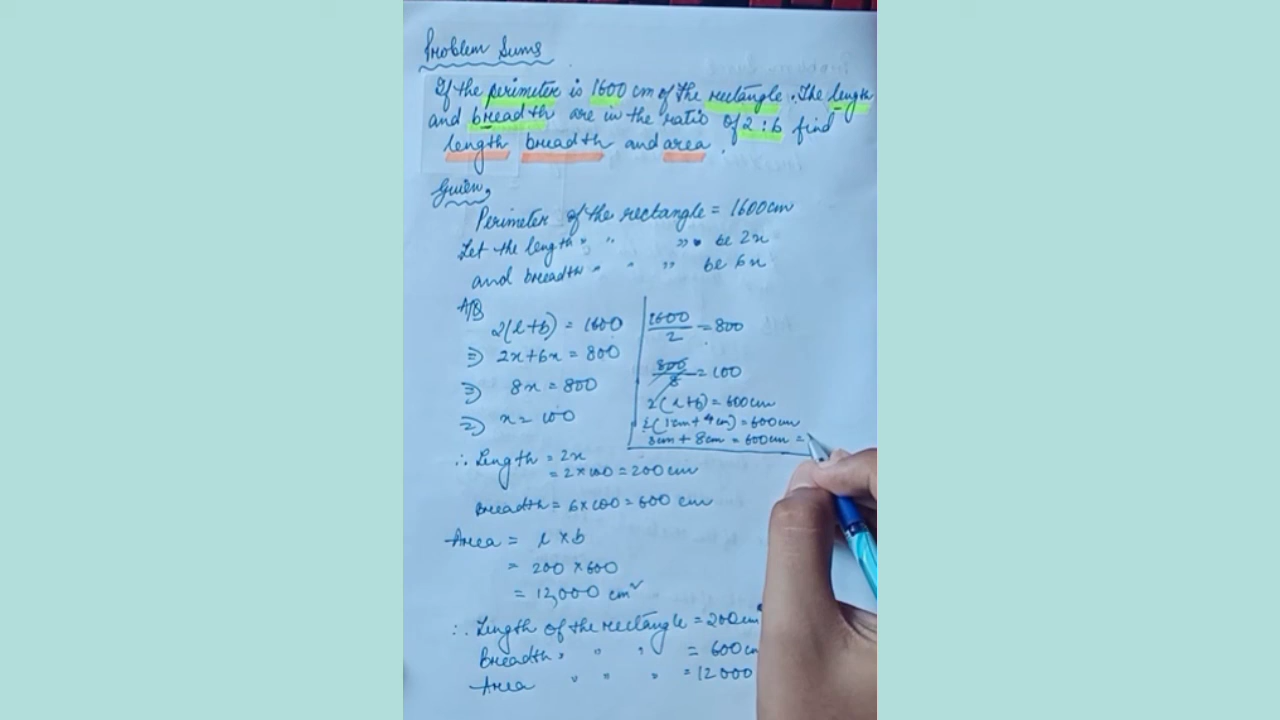 Problem Sums
If the perimeter is 1600 cm of the rectangle. The length
and breadth are in the ratio of 2:6 find
length breadth and area.
Given,
Perimeter of the rectangle = 1600cm
Let the length " " " be 2x
and breadth " " " be 6x
A/Q
2(l+b) = 1600
⇒ 2x+6x = 800
⇒ 8x = 800
⇒ x = 100
1600/2 = 800
800/8 = 100
2(l+b) = 600cm
= 600cm
+ 8cm = 600cm =
∴ Length = 2x
= 2×100 = 200cm
Breadth = 6×100 = 600 cm
Area = l×b
= 200×600
= 12,000 cm²
∴ Length of the rectangle = 200cm
Breadth " " " = 600cm
Area " " " = 12000